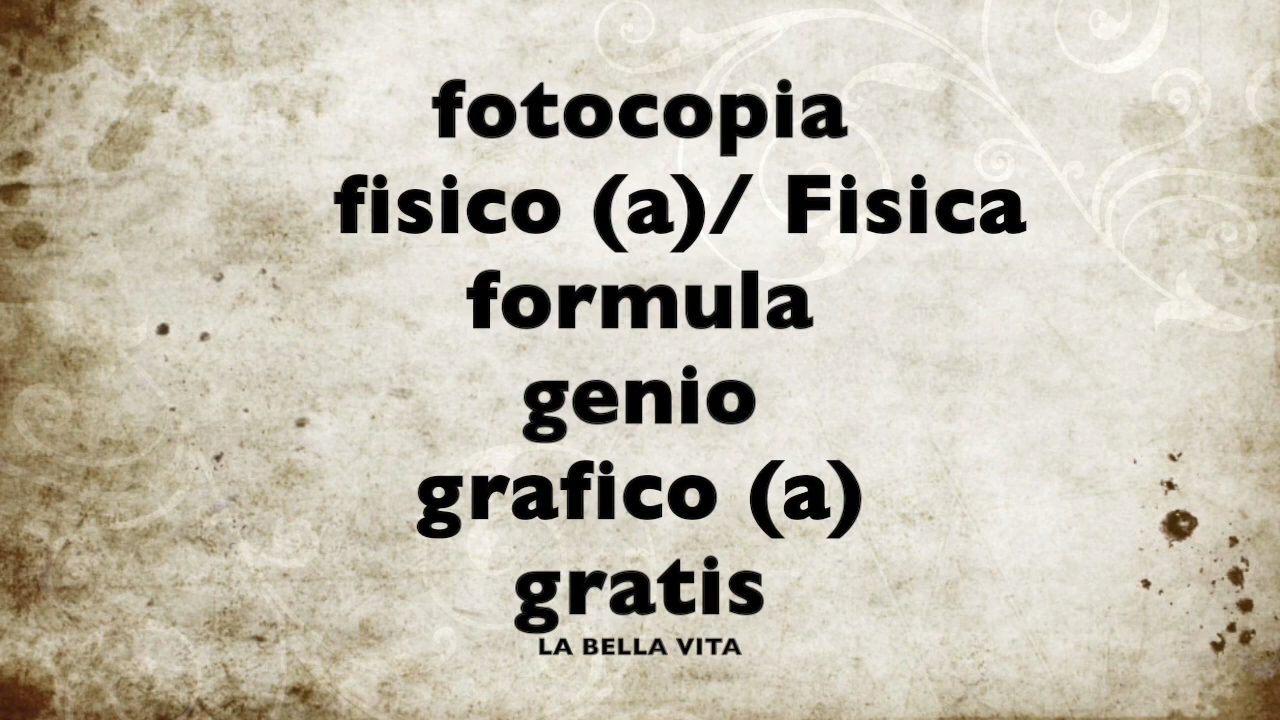 fotocopia
fisico (a)/ Fisica
formula
genio
grafico (a)
gratis
LA BELLA VITA